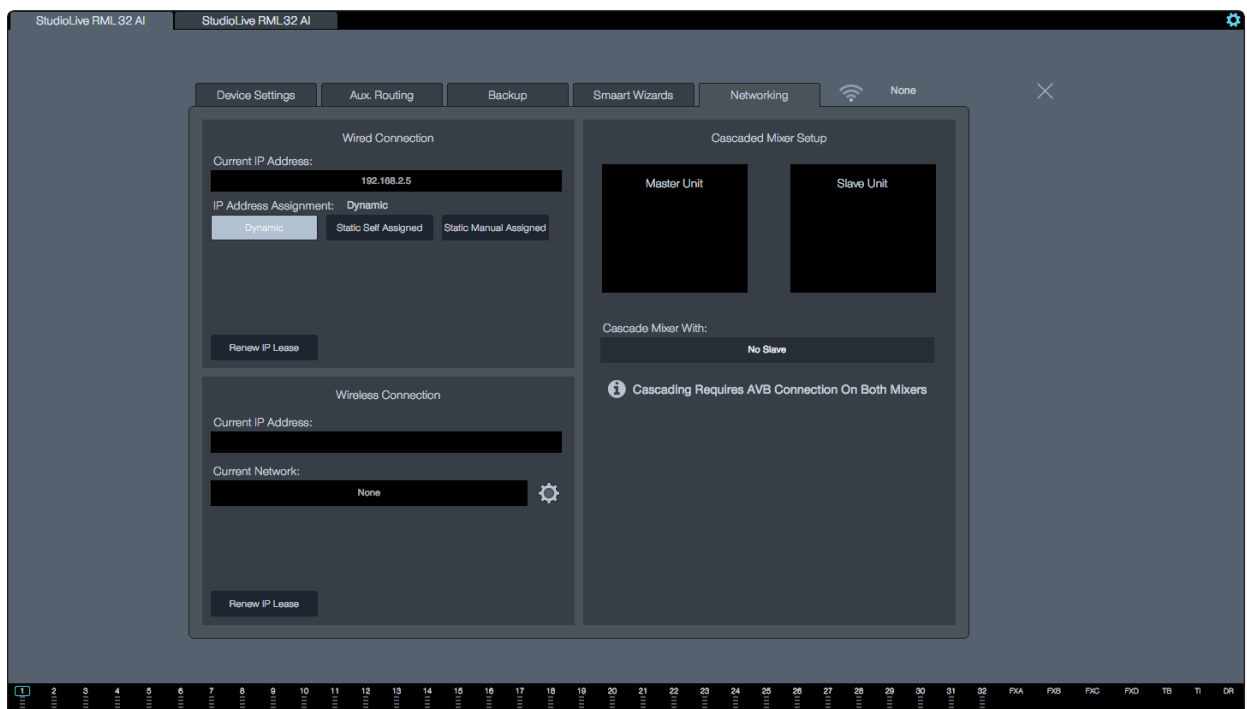 StudioLive RML 32 AI
StudioLive RML32 AI
Device Settings
Aux. Routing
Backup
Smaart Wizards
Networking
None
Wired Connection
Current IP Address:
192.168.2.5
IP Address Assignment: Dynamic
Dynamic
Static Self Assigned
Static Manual Assigned
Renew IP Lease
Wireless Connection
Current IP Address:
Current Network:
None
Renew IP Lease
Cascaded Mixer Setup
Master Unit
Slave Unit
Cascade Mixer With:
No Slave
Cascading Requires AVB Connection On Both Mixers
1 2 3 4 5 6 7 8 9 10 11 12 13 14 15 16 17 18 19 20 21 22 23 24 25 26 27 28 29 30 31 32 FXA FXB FXC FXD TB TI DR